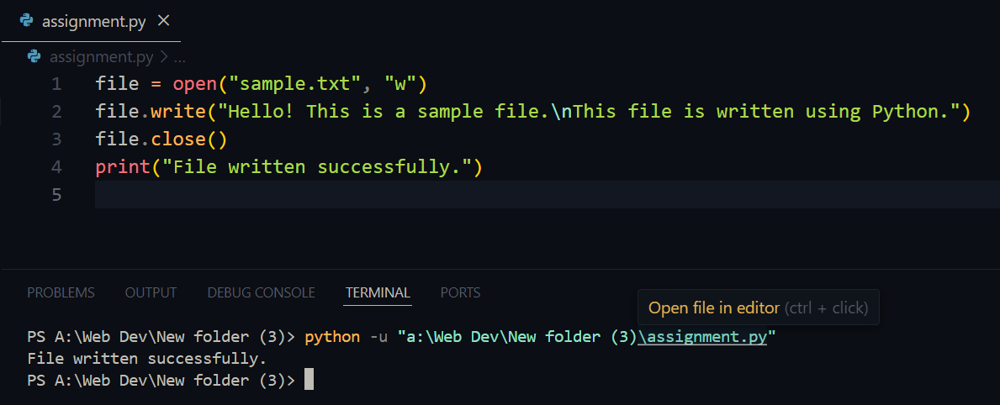 assignment.py ×
assignment.py > ...
1 file = open("sample.txt", "w")
2 file.write("Hello! This is a sample file.\nThis file is written using Python.")
3 file.close()
4 print("File written successfully.")
5
PROBLEMS OUTPUT DEBUG CONSOLE TERMINAL PORTS
Open file in editor (ctrl + click)
PS A:\Web Dev\New folder (3)> python -u "a:\Web Dev\New folder (3)\assignment.py"
File written successfully.
PS A:\Web Dev\New folder (3)>